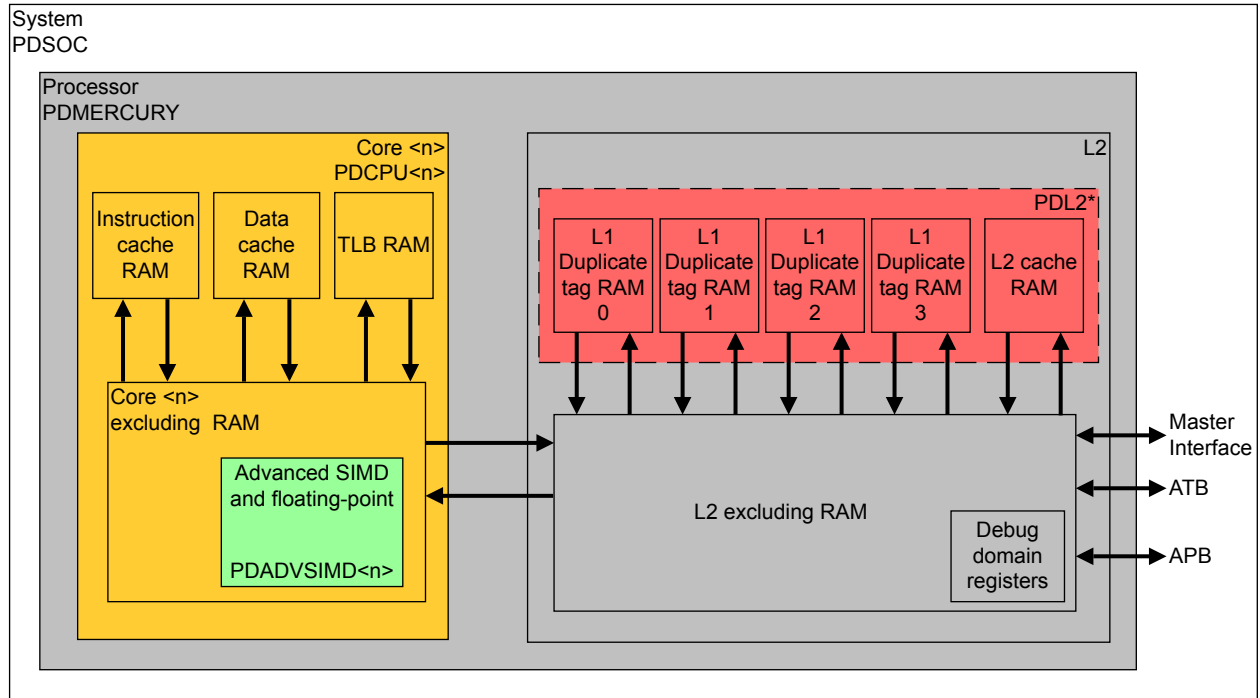 System
PDSOC
Processor
PDMERCURY
Core <n>
PDCPU<n>
Instruction
cache
RAM
Data
cache
RAM
TLB RAM
Core <n>
excluding RAM
Advanced SIMD
and floating-point
PDADVSIMD<n>
L2
PDL2*
L1
Duplicate
tag RAM
0
L1
Duplicate
tag RAM
1
L1
Duplicate
tag RAM
2
L1
Duplicate
tag RAM
3
L2 cache
RAM
L2 excluding RAM
Debug
domain
registers
Master
Interface
ATB
APB